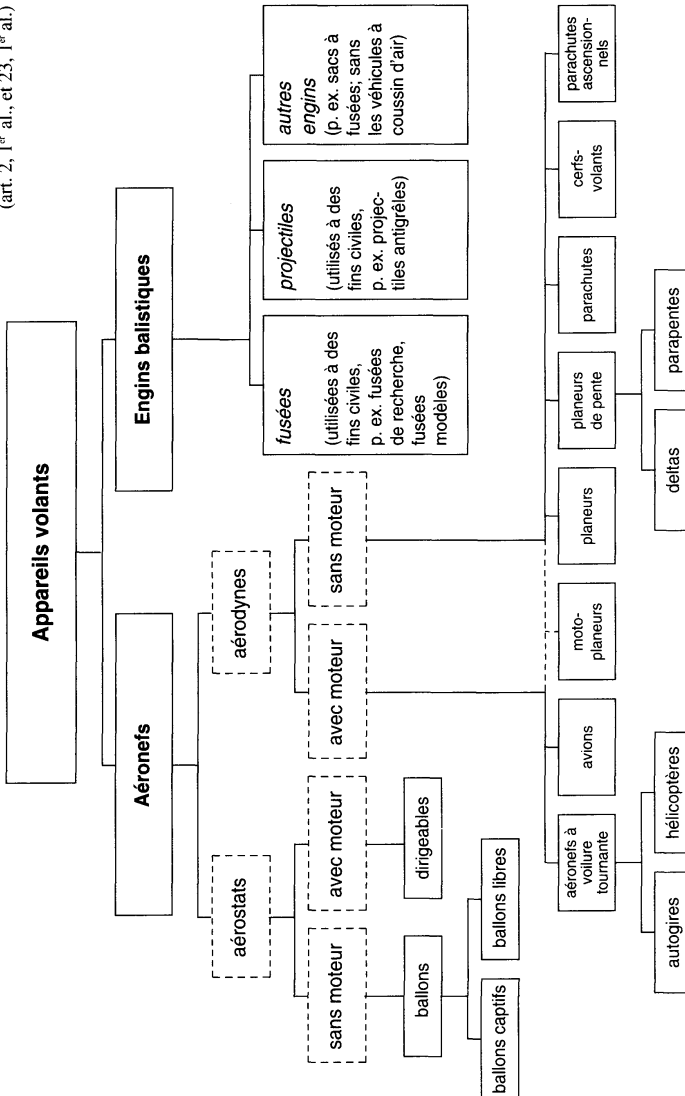 (art. 2, 1er al., et 23, 1er al.)
Appareils volants
Aéronefs
Engins balistiques
aérostats
aérodynes
sans moteur
avec moteur
avec moteur
sans moteur
ballons
dirigeables
ballons captifs
ballons libres
fusées
(utilisées à des
fins civiles,
p. ex. fusées
de recherche,
fusées
modèles)
projectiles
(utilisés à des
fins civiles,
p. ex. projec-
tiles antigrêles)
autres
engins
(p. ex. sacs à
fusées; sans
les véhicules à
coussin d'air)
aéronefs à
voilure
tournante
avions
moto-
planeurs
planeurs
planeurs
de pente
parachutes
cerfs-
volants
parachutes
ascension-
nels
autogires
hélicoptères
deltas
parapentes